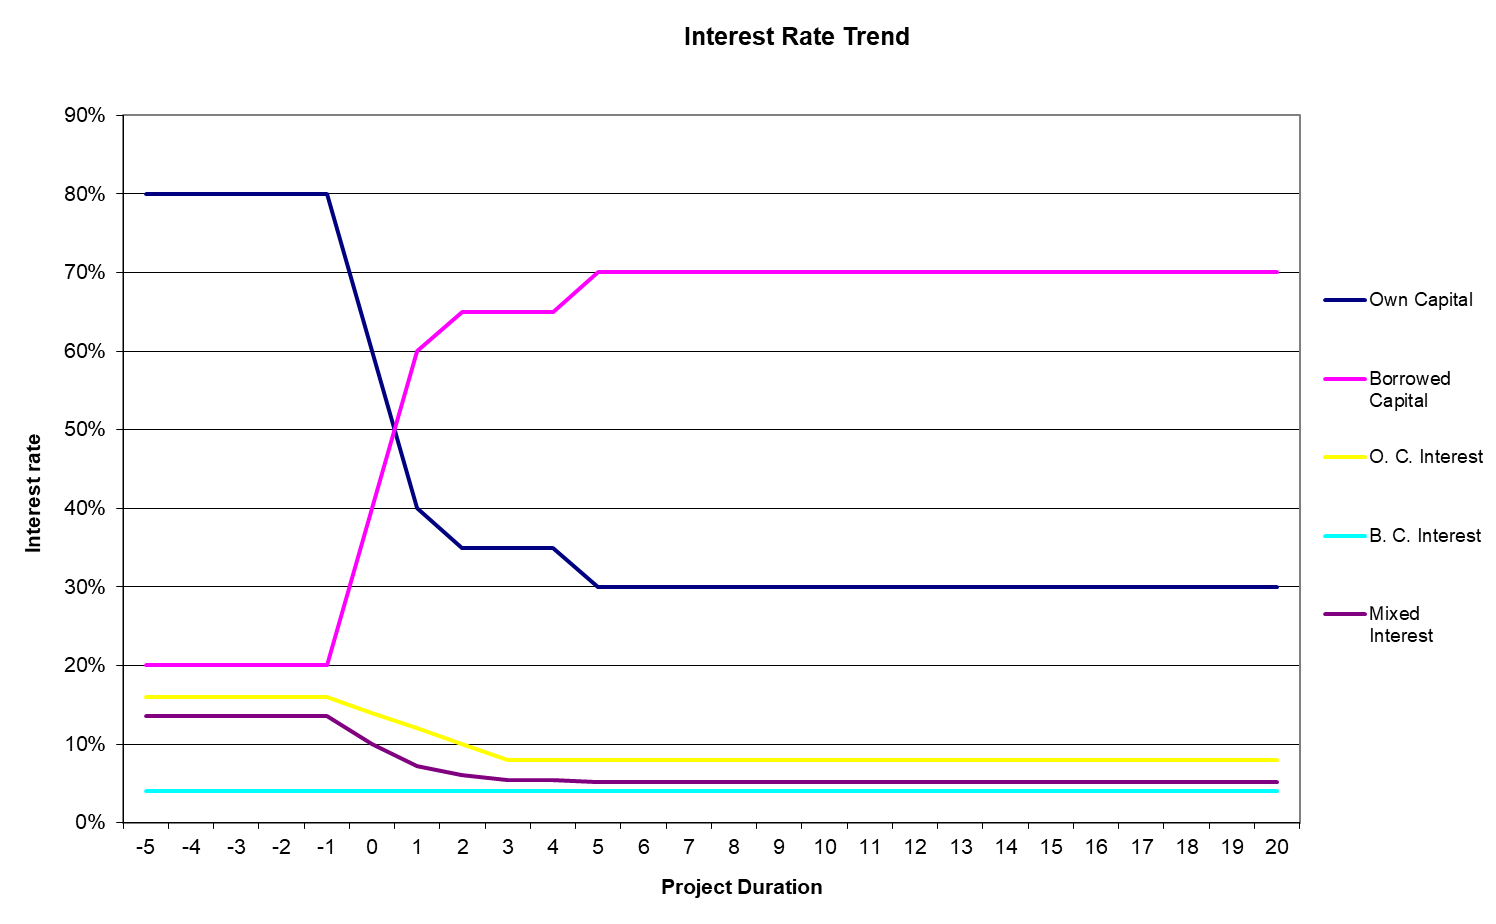 Interest Rate Trend
90%
80%
70%
60%
50%
40%
30%
20%
10%
0%
Interest rate
-5 -4 -3 -2 -1 0 1 2 3 4 5 6 7 8 9 10 11 12 13 14 15 16 17 18 19 20
Project Duration
Own Capital
Borrowed
Capital
O. C. Interest
B. C. Interest
Mixed
Interest